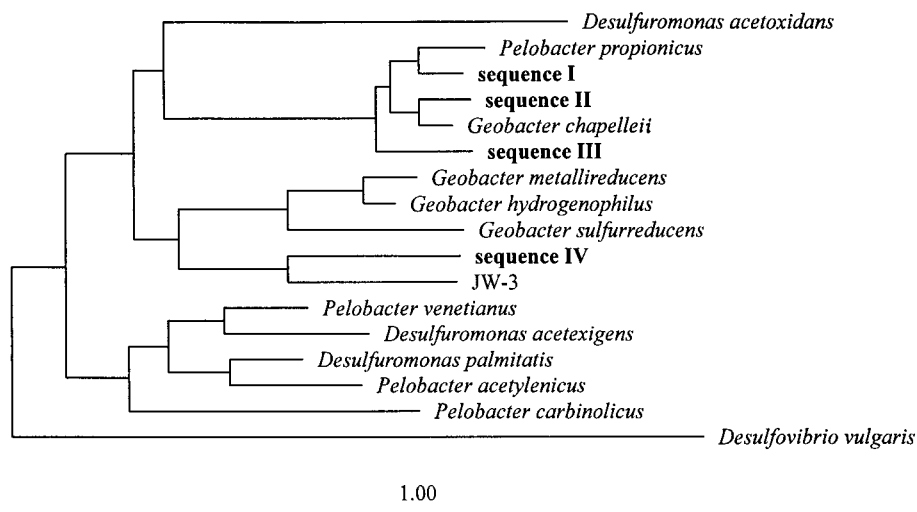 Desulfuromonas acetoxidans
Pelobacter propionicus
sequence I
sequence II
Geobacter chapelleii
sequence III
Geobacter metallireducens
Geobacter hydrogenophilus
Geobacter sulfurreducens
sequence IV
JW-3
Pelobacter venetianus
Desulfuromonas acetexigens
Desulfuromonas palmitatis
Pelobacter acetylenicus
Pelobacter carbinolicus
Desulfovibrio vulgaris
1.00